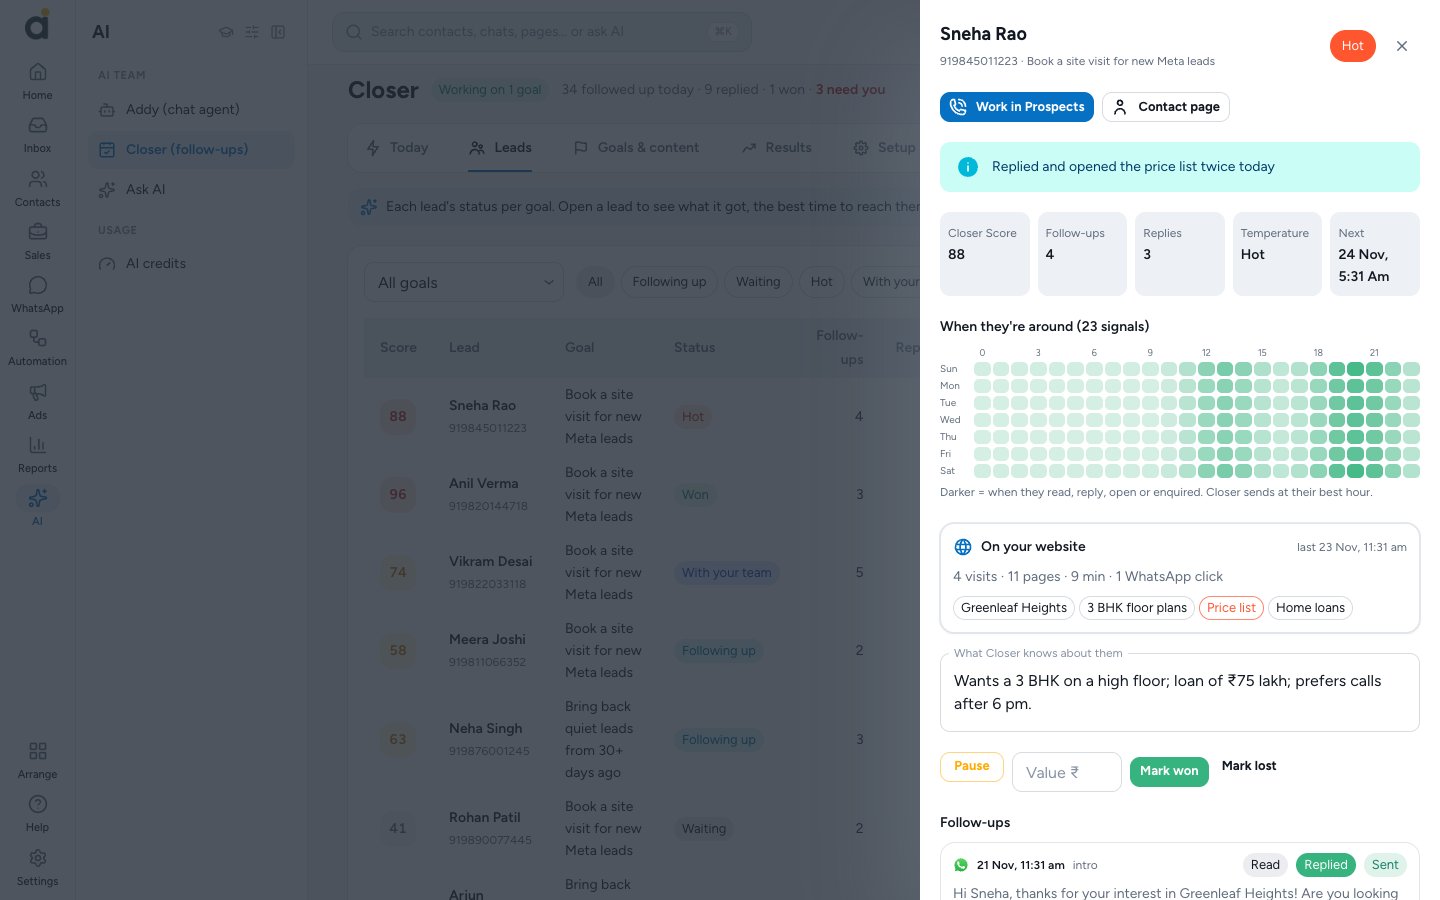 AI
Search contacts, chats, pages... or ask AI
⌘K
Home
Inbox
Contacts
Sales
WhatsApp
Automation
Ads
Reports
AI
Arrange
Help
Settings
AI TEAM
Addy (chat agent)
Closer (follow-ups)
Ask AI
USAGE
AI credits
Closer
Working on 1 goal
34 followed up today · 9 replied · 1 won · 3 need you
Today
Leads
Goals & content
Results
Setup
Each lead's status per goal. Open a lead to see what it got, the best time to reach them
All goals
All
Following up
Waiting
Hot
With your
Score
Lead
Goal
Status
Follow-
ups
Rep
88
Sneha Rao
919845011223
Book a site
visit for new
Meta leads
Hot
4
96
Anil Verma
919820144718
Book a site
visit for new
Meta leads
Won
3
74
Vikram Desai
919822033118
Book a site
visit for new
Meta leads
With your team
5
58
Meera Joshi
919811066352
Book a site
visit for new
Meta leads
Following up
2
63
Neha Singh
919876001245
Bring back
quiet leads
from 30+
days ago
Following up
3
41
Rohan Patil
919890077445
Book a site
visit for new
Meta leads
Waiting
2
Arjun
Bring back
Sneha Rao
919845011223 · Book a site visit for new Meta leads
Hot
Work in Prospects
Contact page
Replied and opened the price list twice today
Closer Score
88
Follow-ups
4
Replies
3
Temperature
Hot
Next
24 Nov,
5:31 Am
When they're around (23 signals)
0 3 6 9 12 15 18 21
Sun
Mon
Tue
Wed
Thu
Fri
Sat
Darker = when they read, reply, open or enquired. Closer sends at their best hour.
On your website
last 23 Nov, 11:31 am
4 visits · 11 pages · 9 min · 1 WhatsApp click
Greenleaf Heights
3 BHK floor plans
Price list
Home loans
What Closer knows about them
Wants a 3 BHK on a high floor; loan of ₹75 lakh; prefers calls
after 6 pm.
Pause
Value ₹
Mark won
Mark lost
Follow-ups
21 Nov, 11:31 am intro
Read
Replied
Sent
Hi Sneha, thanks for your interest in Greenleaf Heights! Are you looking